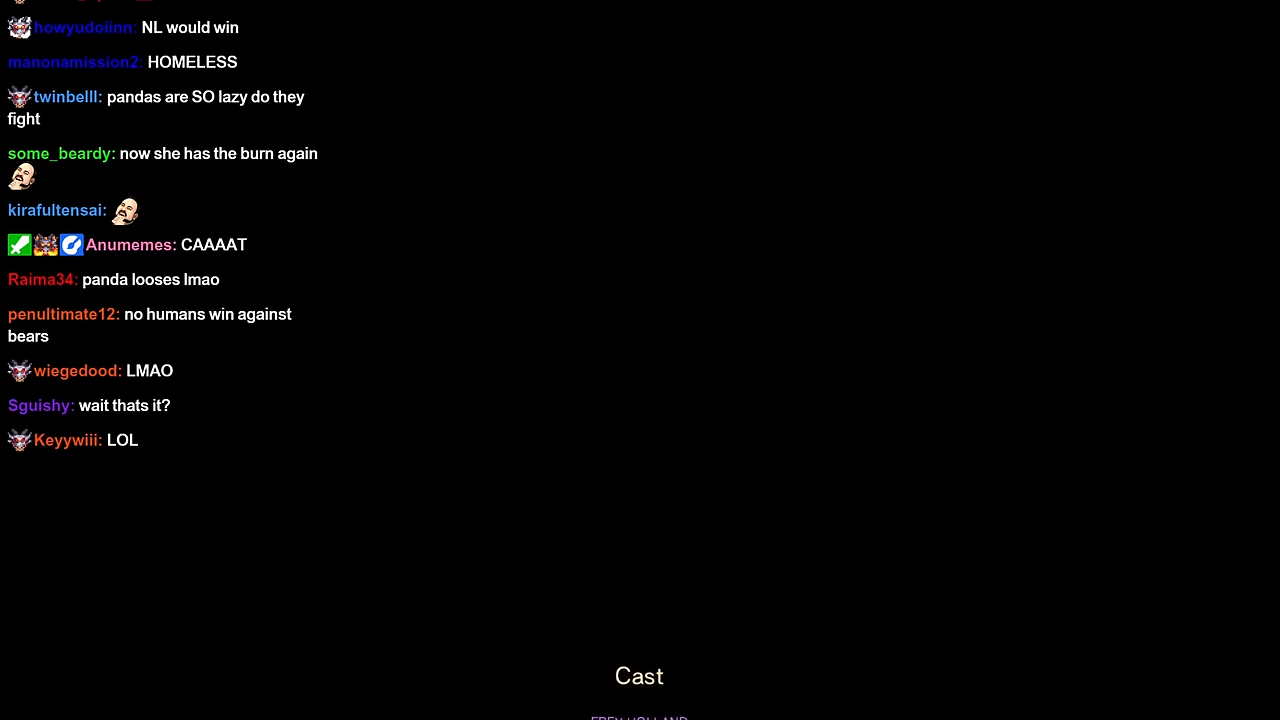 howyudoiinn: NL would win
manonamission2: HOMELESS
twinbelll: pandas are SO lazy do they
fight
some_beardy: now she has the burn again
kirafultensai:
Anumemes: CAAAAT
Raima34: panda looses lmao
penultimate12: no humans win against
bears
wiegedood: LMAO
Sguishy: wait thats it?
Keyywiii: LOL
Cast
FREY HOLLAND